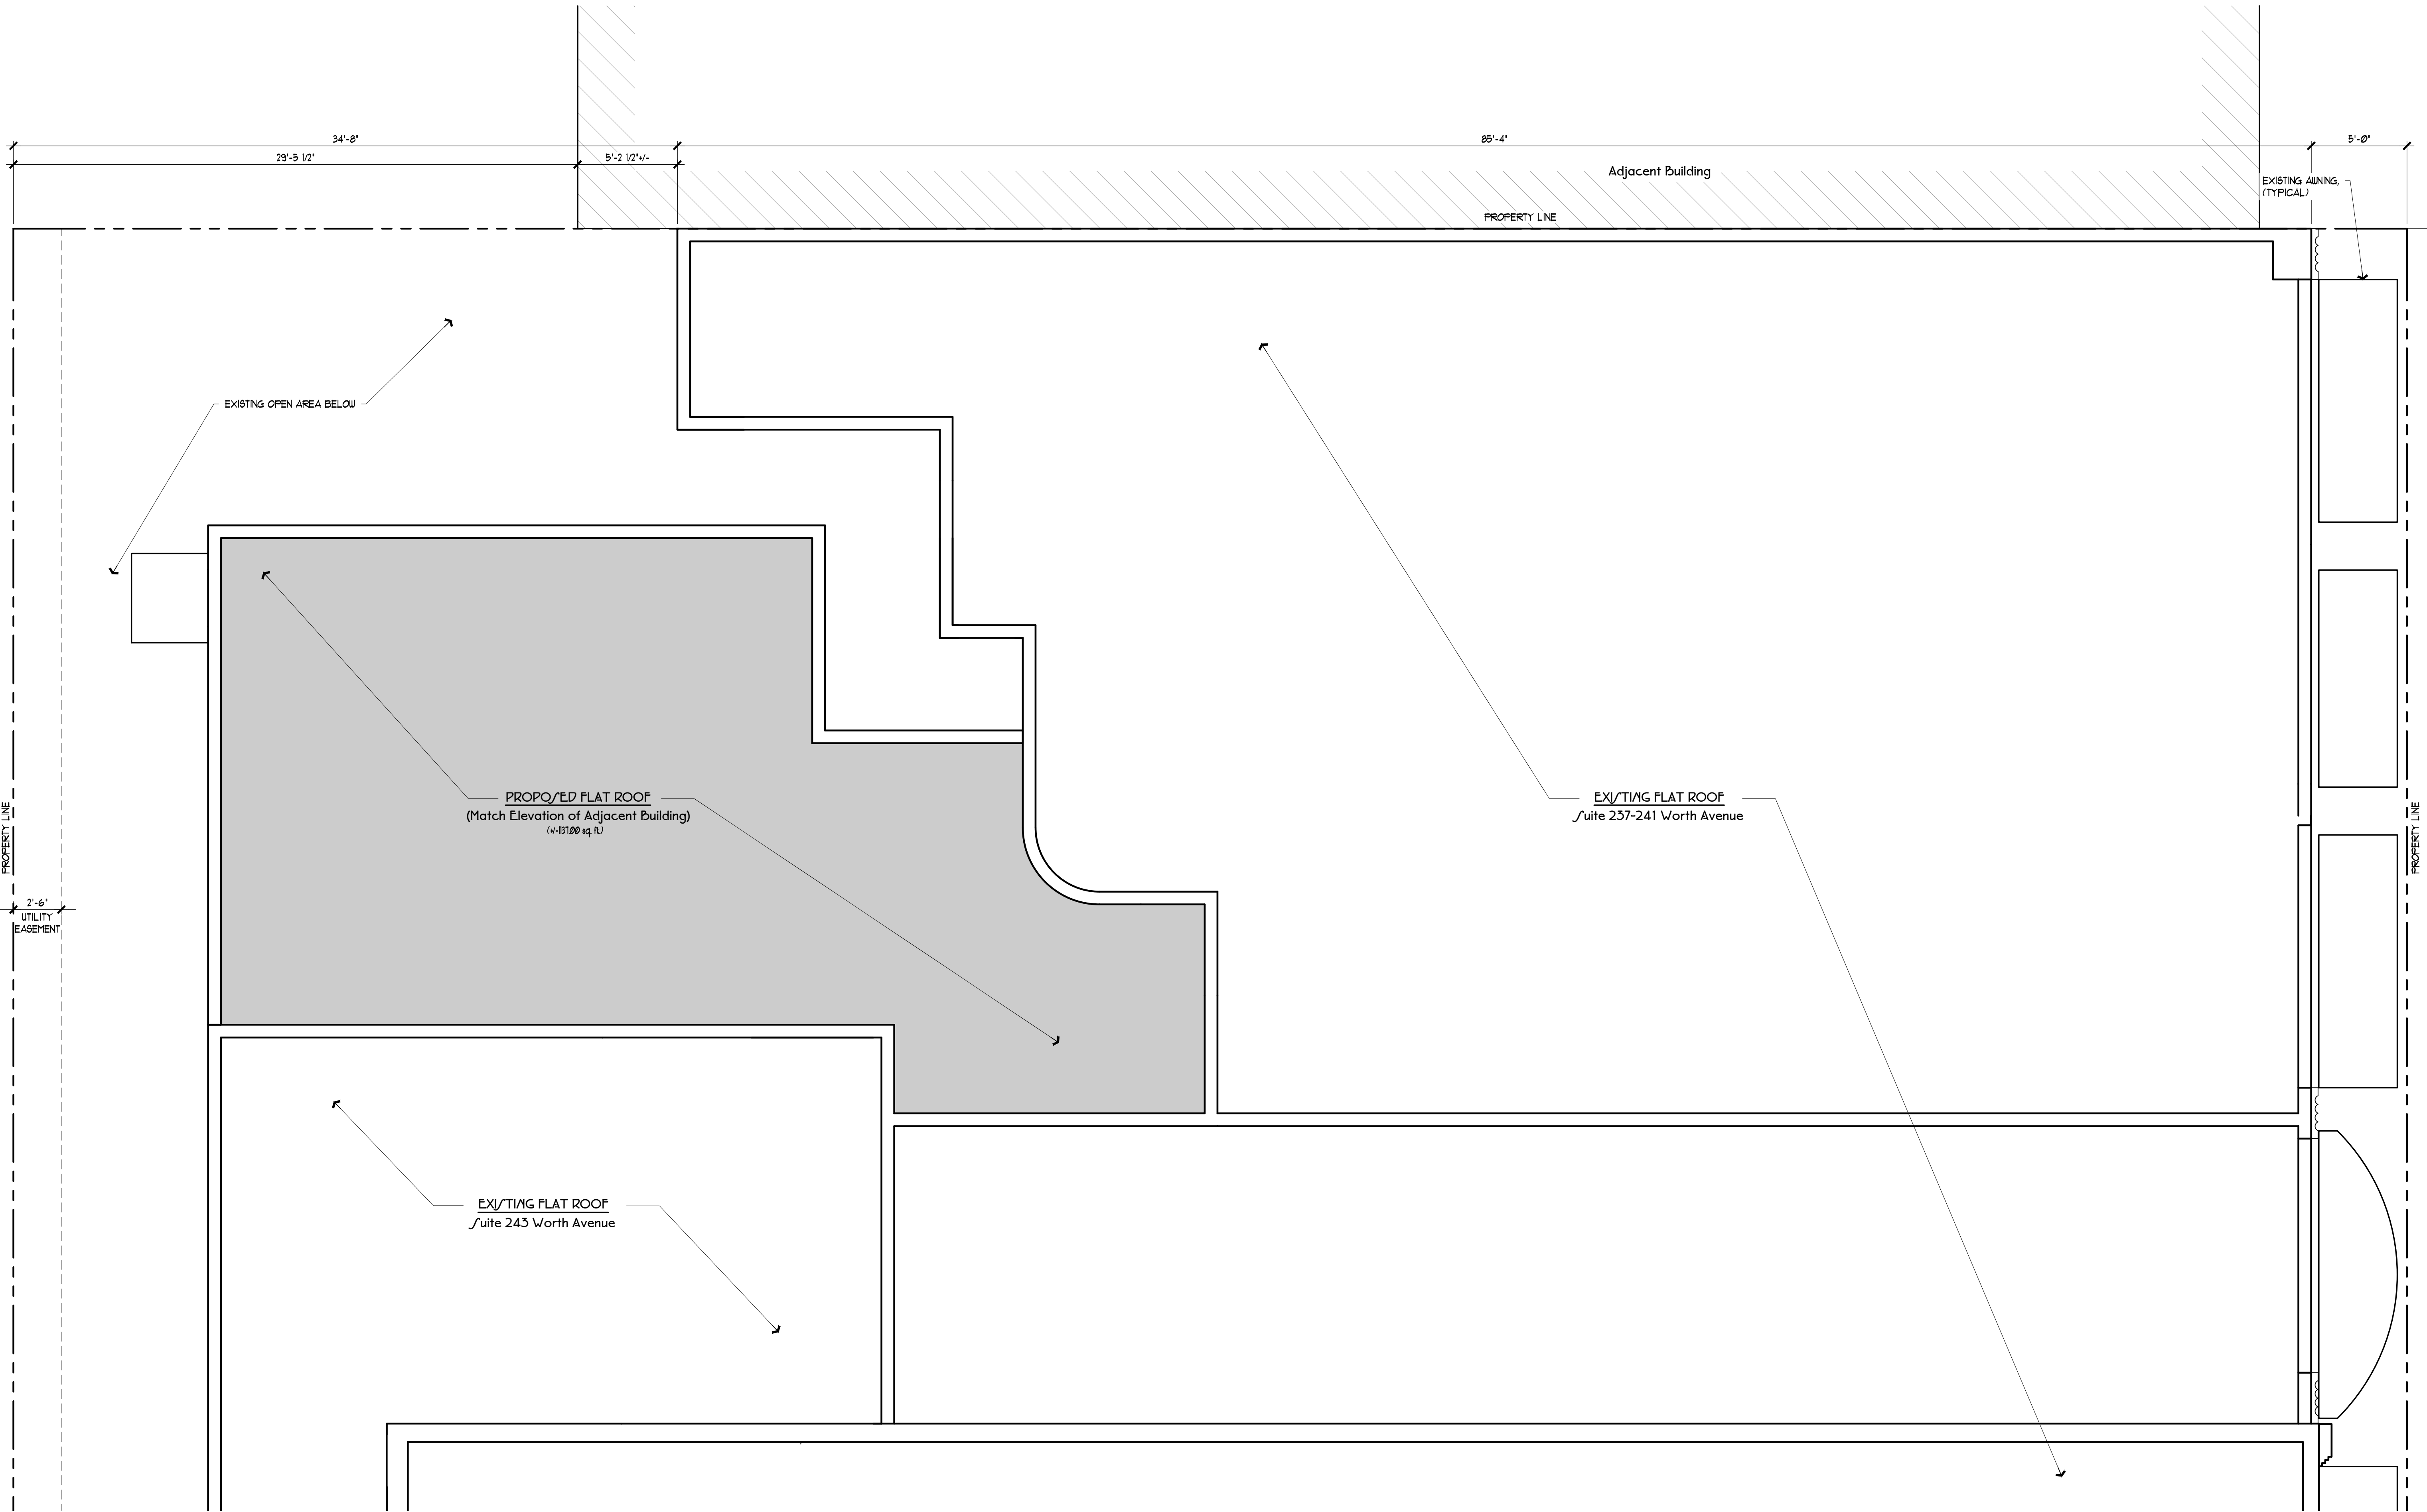 34'-8"
85'-4"
5'-0"
29'-5 1/2"
5'-2 1/2"+/-
Adjacent Building
EXISTING AWNING,
(TYPICAL)
PROPERTY LINE
EXISTING OPEN AREA BELOW
PROPOSED FLAT ROOF
(Match Elevation of Adjacent Building)
sq. ft.)
EXISTING FLAT ROOF
Suite 237-241 Worth Avenue
PROPERTY LINE
PROPERTY LINE
2'-6"
UTILITY
EASEMENT
EXISTING FLAT ROOF
Suite 243 Worth Avenue